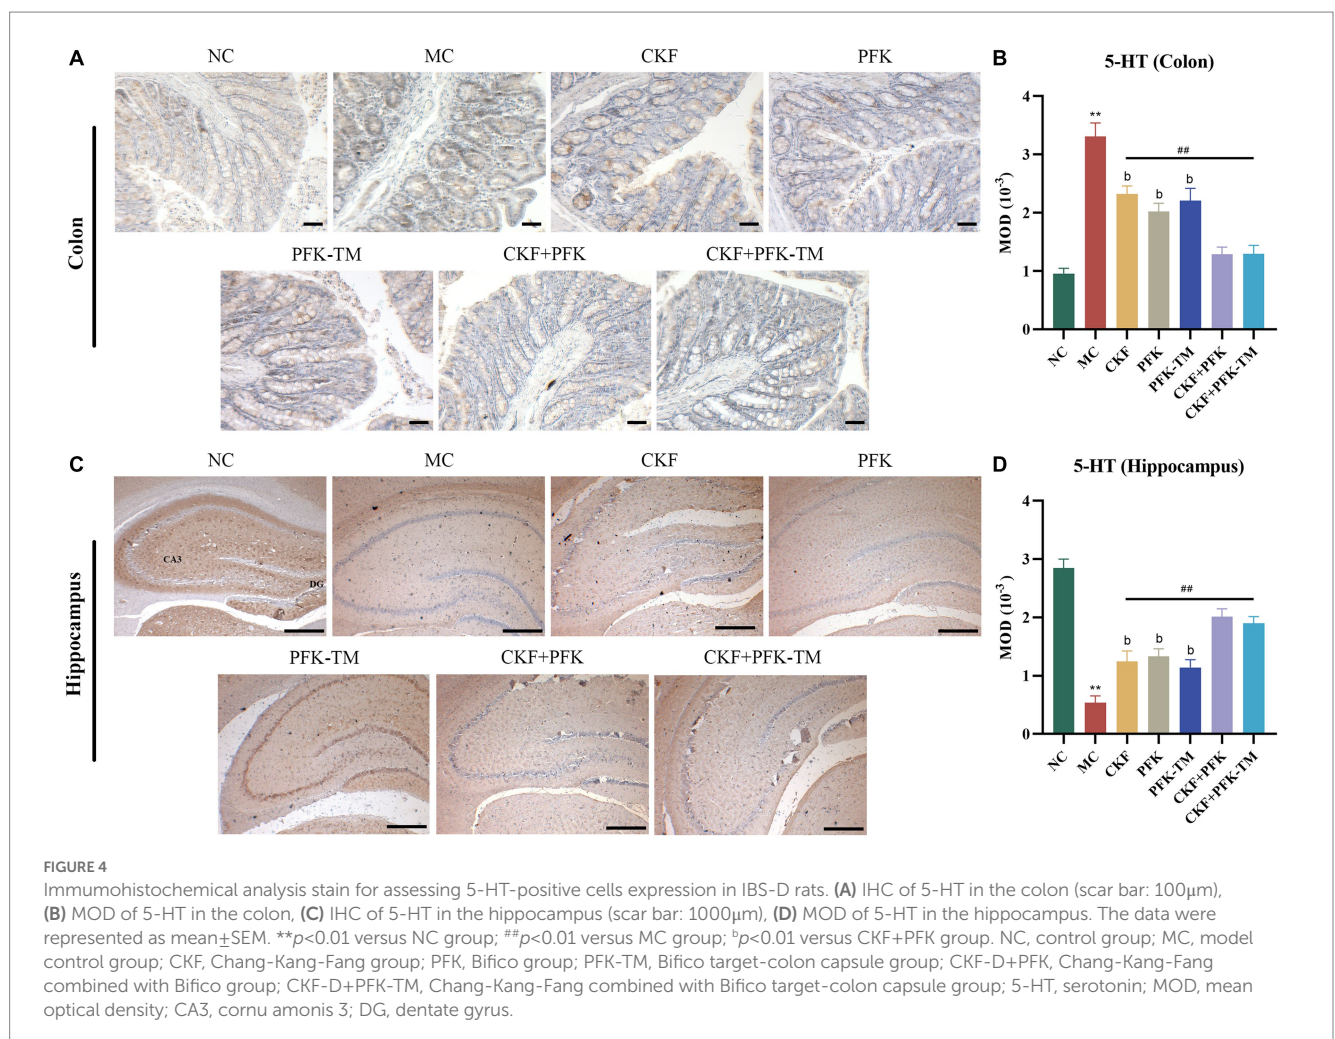 A
NC
MC
CKF
PFK
Colon
PFK-TM
CKF+PFK
CKF+PFK-TM
B
5-HT (Colon)
MOD (10⁻³)
4
3
2
1
0
**
##
b
b
b
NC
MC
CKF
PFK
PFK-TM
CKF+PFK
CKF+PFK-TM
C
NC
MC
CKF
PFK
CA3
DG
Hippocampus
PFK-TM
CKF+PFK
CKF+PFK-TM
D
5-HT (Hippocampus)
MOD (10⁻³)
4
3
2
1
0
**
##
b
b
b
NC
MC
CKF
PFK
PFK-TM
CKF+PFK
CKF+PFK-TM
FIGURE 4
Immumohistochemical analysis stain for assessing 5-HT-positive cells expression in IBS-D rats. (A) IHC of 5-HT in the colon (scar bar: 100μm),
(B) MOD of 5-HT in the colon, (C) IHC of 5-HT in the hippocampus (scar bar: 1000μm), (D) MOD of 5-HT in the hippocampus. The data were
represented as mean±SEM. **p<0.01 versus NC group; ##p<0.01 versus MC group; ᵇp<0.01 versus CKF+PFK group. NC, control group; MC, model
control group; CKF, Chang-Kang-Fang group; PFK, Bifico group; PFK-TM, Bifico target-colon capsule group; CKF-D+PFK, Chang-Kang-Fang
combined with Bifico group; CKF-D+PFK-TM, Chang-Kang-Fang combined with Bifico target-colon capsule group; 5-HT, serotonin; MOD, mean
optical density; CA3, cornu amonis 3; DG, dentate gyrus.